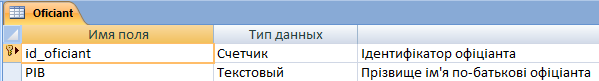 Oficiant
Имя поля Тип данных
id_oficiant Счетчик Ідентифікатор офіціанта
PIB Текстовый Прізвище ім'я по-батькові офіціанта